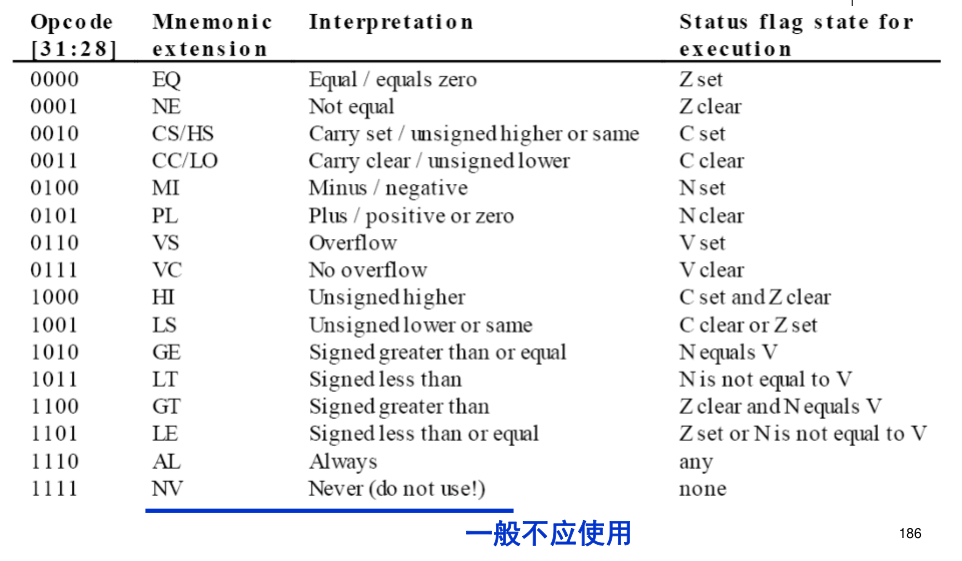 Opcode Mnemonic Interpretation Status flag state for
[31:28] extension execution
0000 EQ Equal / equals zero Z set
0001 NE Not equal Z clear
0010 CS/HS Carry set / unsigned higher or same C set
0011 CC/LO Carry clear / unsigned lower C clear
0100 MI Minus / negative N set
0101 PL Plus / positive or zero N clear
0110 VS Overflow V set
0111 VC No overflow V clear
1000 HI Unsigned higher C set and Z clear
1001 LS Unsigned lower or same C clear or Z set
1010 GE Signed greater than or equal N equals V
1011 LT Signed less than N is not equal to V
1100 GT Signed greater than Z clear and N equals V
1101 LE Signed less than or equal Z set or N is not equal to V
1110 AL Always any
1111 NV Never (do not use!) none
一般不应使用
186